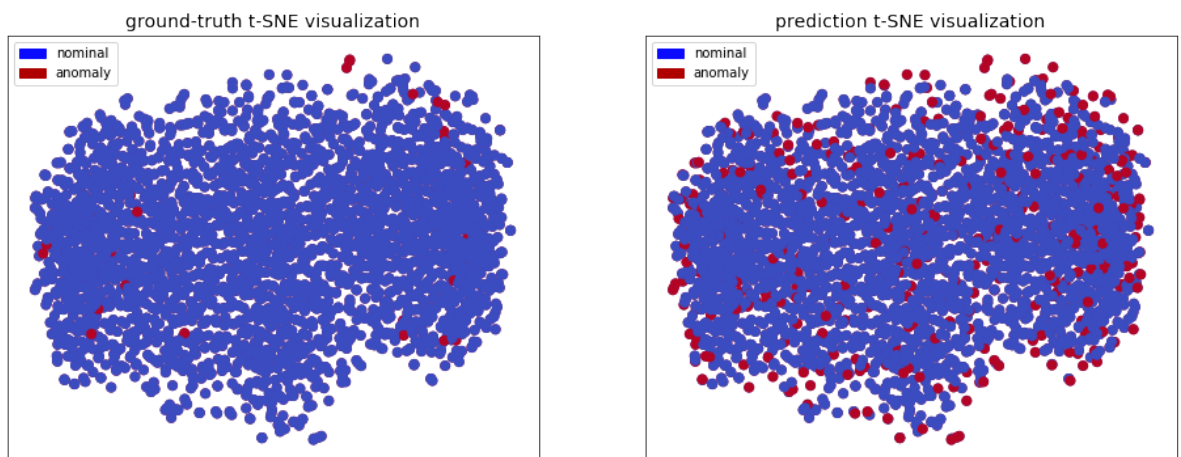 ground-truth t-SNE visualization
nominal
anomaly
prediction t-SNE visualization
nominal
anomaly